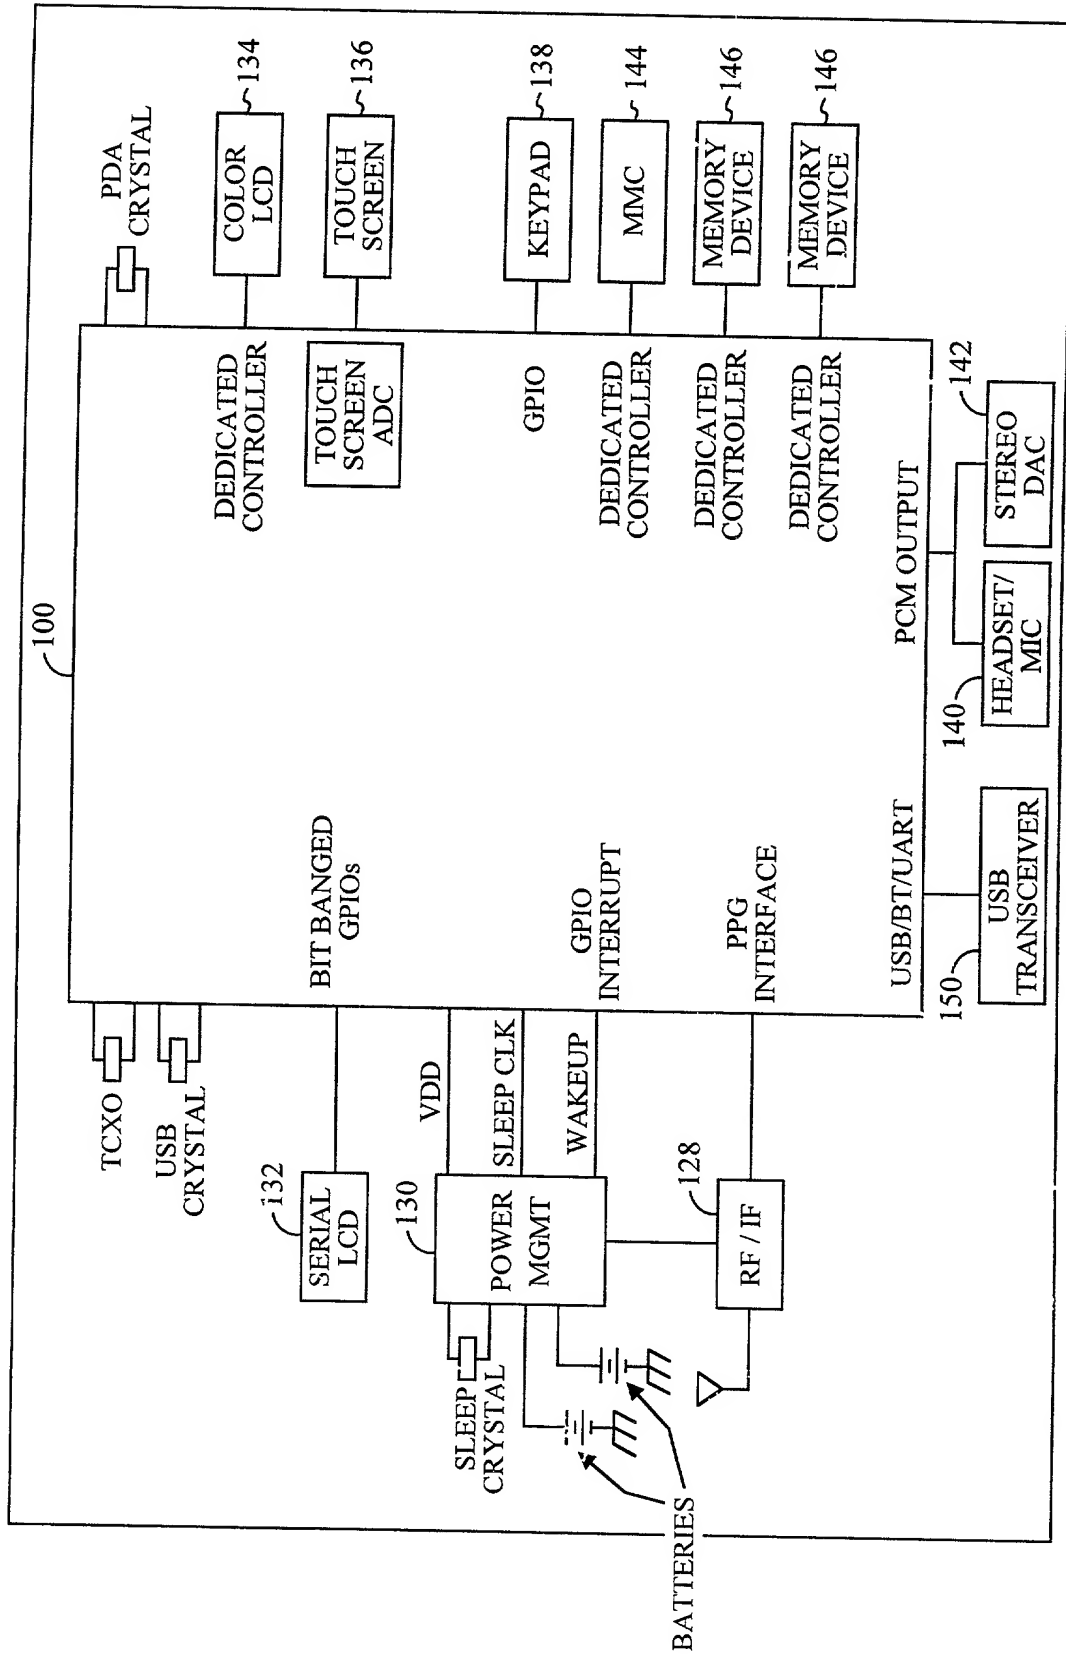 100
TCXO
USB
CRYSTAL
PDA
CRYSTAL
132
SERIAL
LCD
BIT BANGED
GPIOs
DEDICATED
CONTROLLER
COLOR
LCD
134
TOUCH
SCREEN
ADC
TOUCH
SCREEN
136
130
POWER
MGMT
VDD
SLEEP CLK
WAKEUP
GPIO
INTERRUPT
SLEEP
CRYSTAL
BATTERIES
GPIO
KEYPAD
138
DEDICATED
CONTROLLER
MMC
144
128
RF / IF
PPG
INTERFACE
DEDICATED
CONTROLLER
MEMORY
DEVICE
146
DEDICATED
CONTROLLER
MEMORY
DEVICE
146
USB/BT/UART
PCM OUTPUT
150
USB
TRANSCEIVER
140
HEADSET/
MIC
142
STEREO
DAC